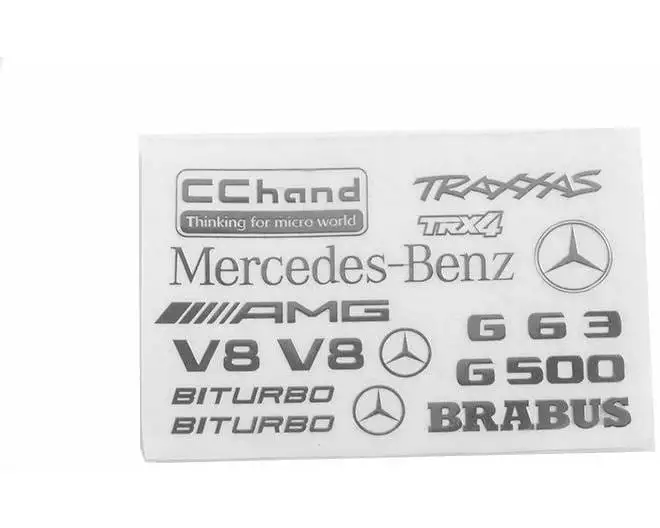 CChand
Thinking for micro world
TRAXXAS
TRX4
Mercedes-Benz
AMG
V8 V8
BITURBO
BITURBO
G 6 3
G 500
BRABUS